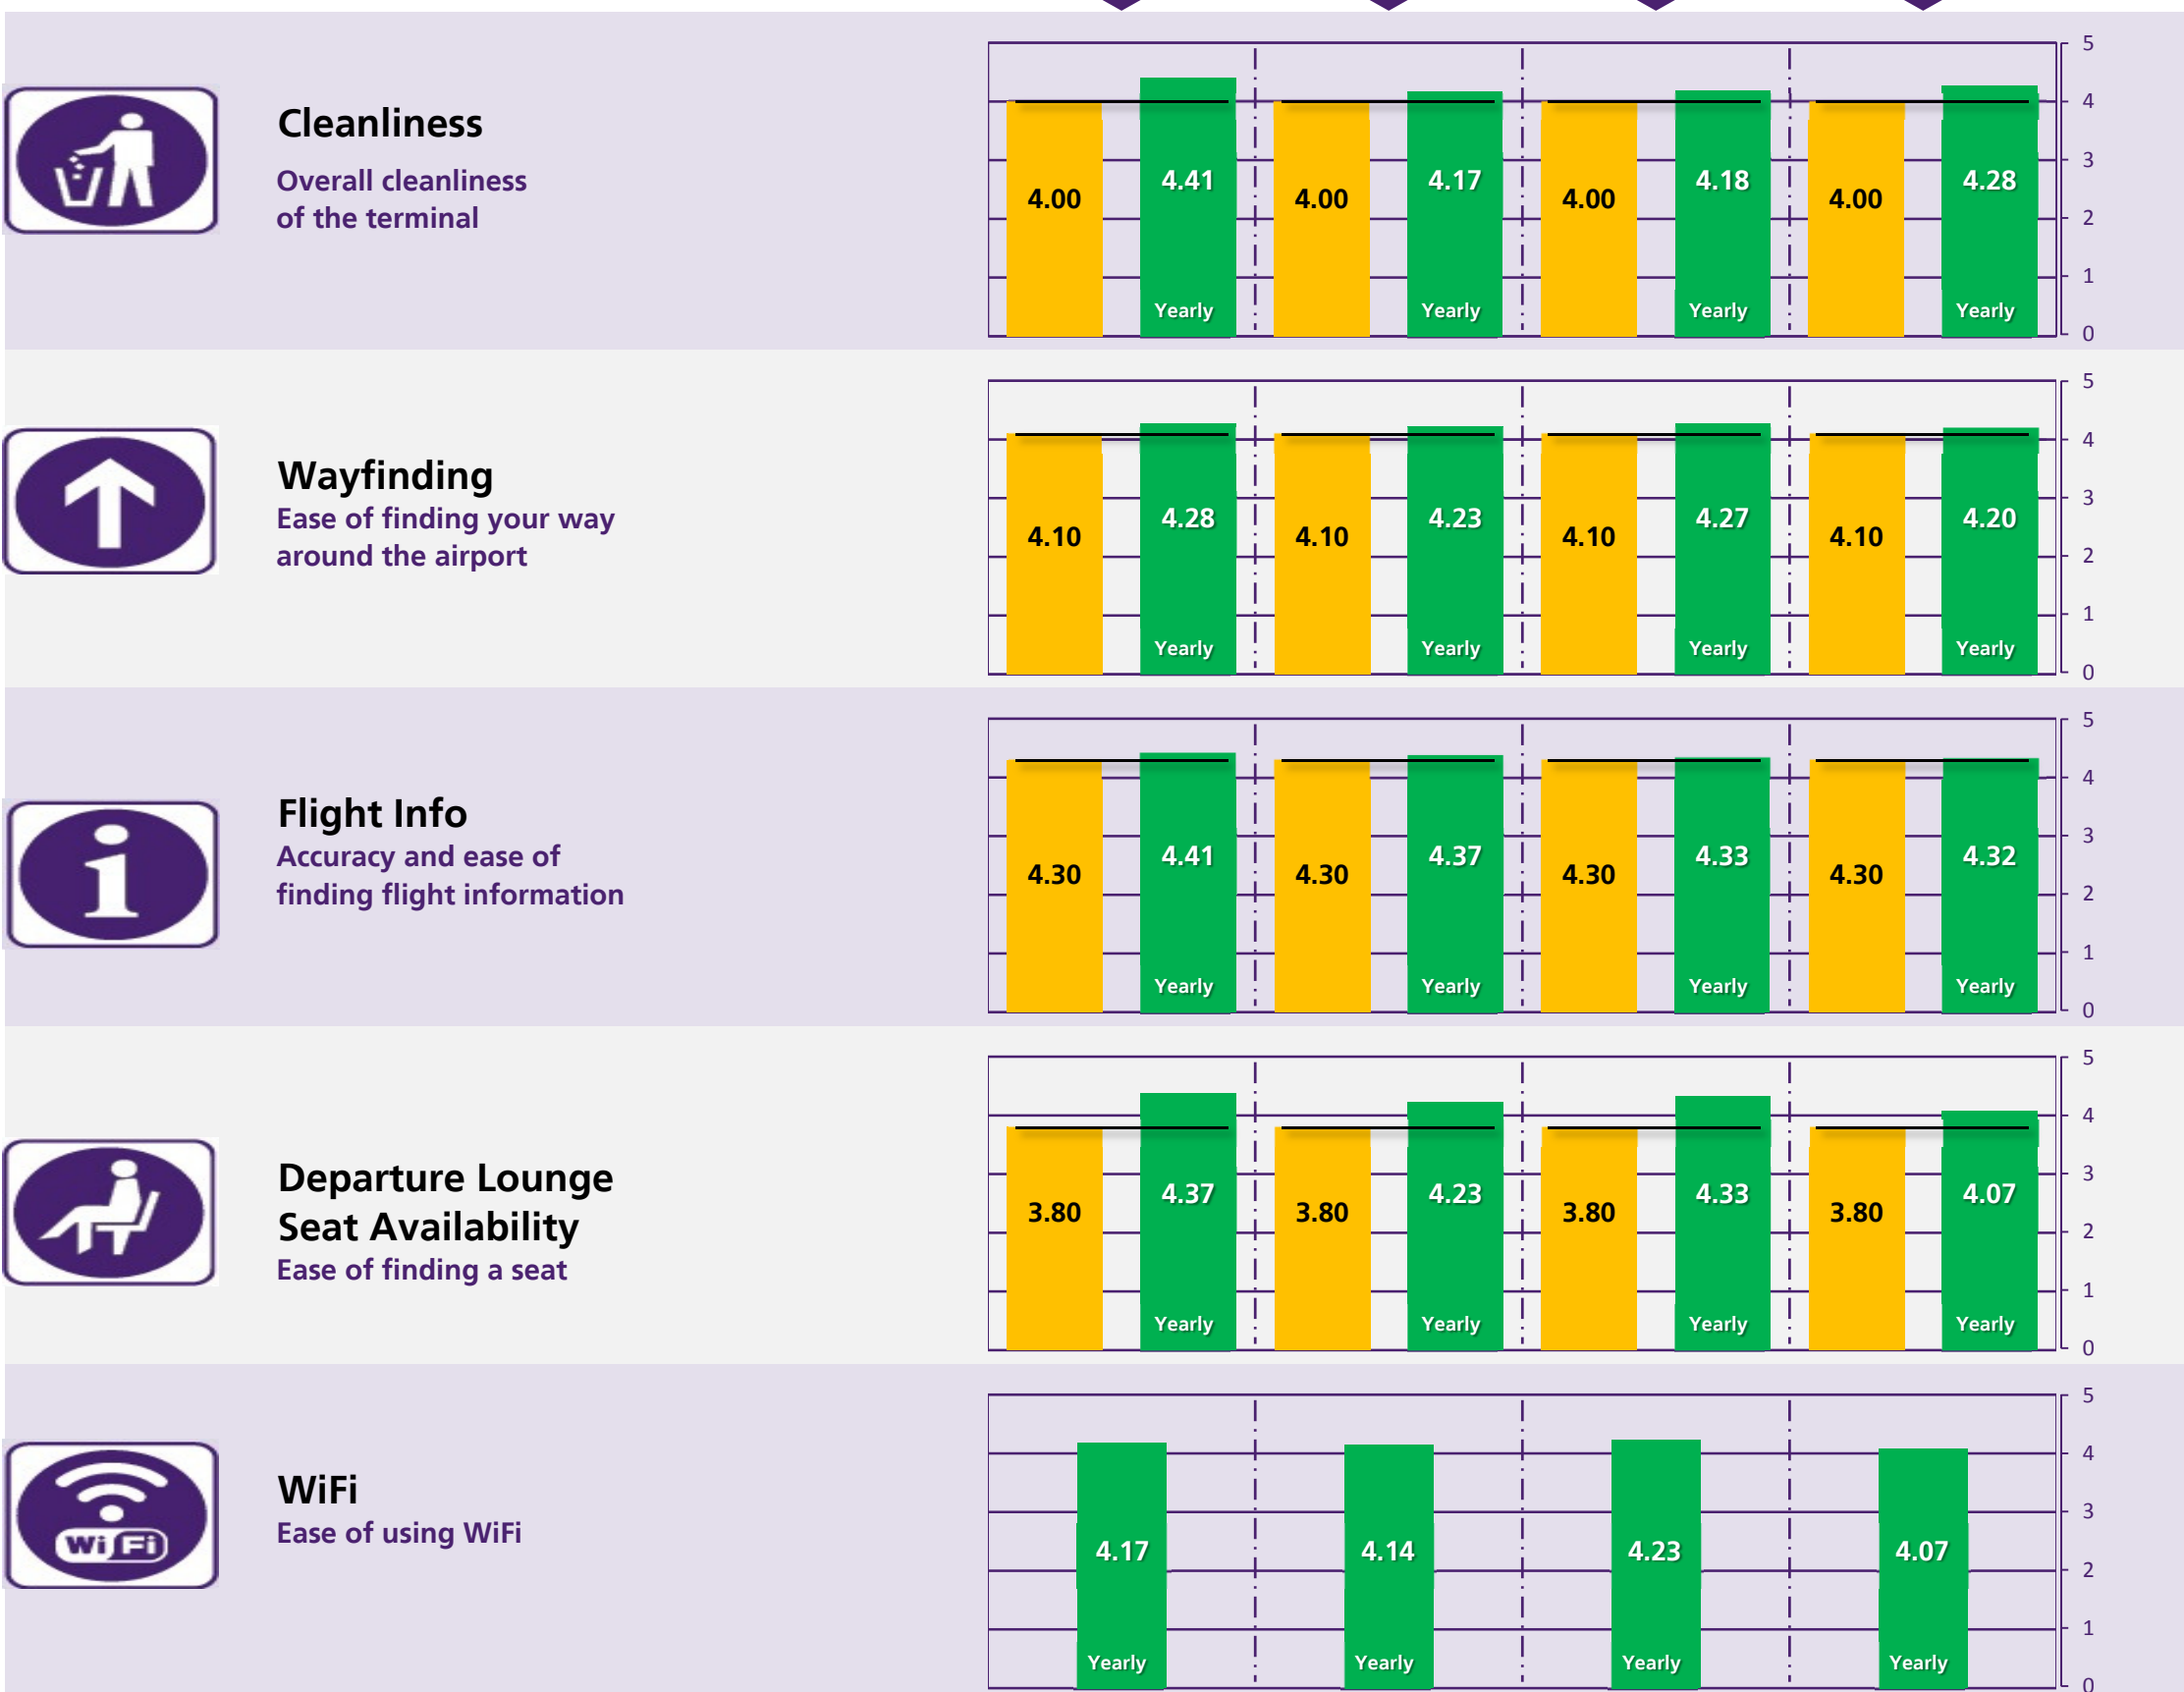 Cleanliness
Overall cleanliness
of the terminal
5
4
3
2
1
0
4.00
4.41
4.00
4.17
4.00
4.18
4.00
4.28
Yearly
Yearly
Yearly
Yearly
Wayfinding
Ease of finding your way
around the airport
5
4
3
2
1
0
4.10
4.28
4.10
4.23
4.10
4.27
4.10
4.20
Yearly
Yearly
Yearly
Yearly
Flight Info
Accuracy and ease of
finding flight information
5
4
3
2
1
0
4.30
4.41
4.30
4.37
4.30
4.33
4.30
4.32
Yearly
Yearly
Yearly
Yearly
Departure Lounge
Seat Availability
Ease of finding a seat
5
4
3
2
1
0
3.80
4.37
3.80
4.23
3.80
4.33
3.80
4.07
Yearly
Yearly
Yearly
Yearly
Wi Fi
WiFi
Ease of using WiFi
5
4
3
2
1
0
4.17
4.14
4.23
4.07
Yearly
Yearly
Yearly
Yearly